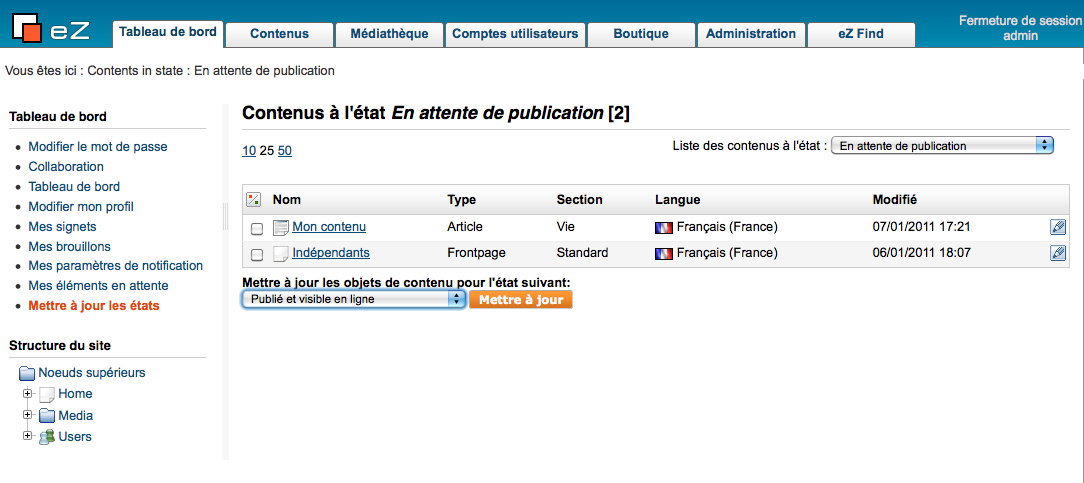 eZ
Tableau de bord Contenus Médiathèque Comptes utilisateurs Boutique Administration eZ Find
Fermeture de session
admin
Vous êtes ici : Contents in state : En attente de publication
Tableau de bord
Modifier le mot de passe
Collaboration
Tableau de bord
Modifier mon profil
Mes signets
Mes brouillons
Mes paramètres de notification
Mes éléments en attente
Mettre à jour les états
Structure du site
Noeuds supérieurs
Home
Media
Users
Contenus à l'état En attente de publication [2]
10 25 50
Liste des contenus à l'état : En attente de publication
Nom Type Section Langue Modifié
Mon contenu Article Vie Français (France) 07/01/2011 17:21
Indépendants Frontpage Standard Français (France) 06/01/2011 18:07
Mettre à jour les objets de contenu pour l'état suivant:
Publié et visible en ligne Mettre à jour